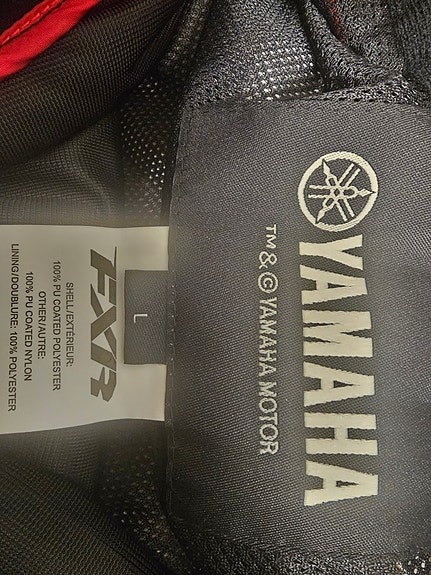 YAMAHA
™ & © YAMAHA MOTOR
L
FXR
SHELL/EXTÉRIEUR:
100% PU COATED POLYESTER
OTHER/AUTRE:
100% PU COATED NYLON
LINING/DOUBLURE: 100% POLYESTER